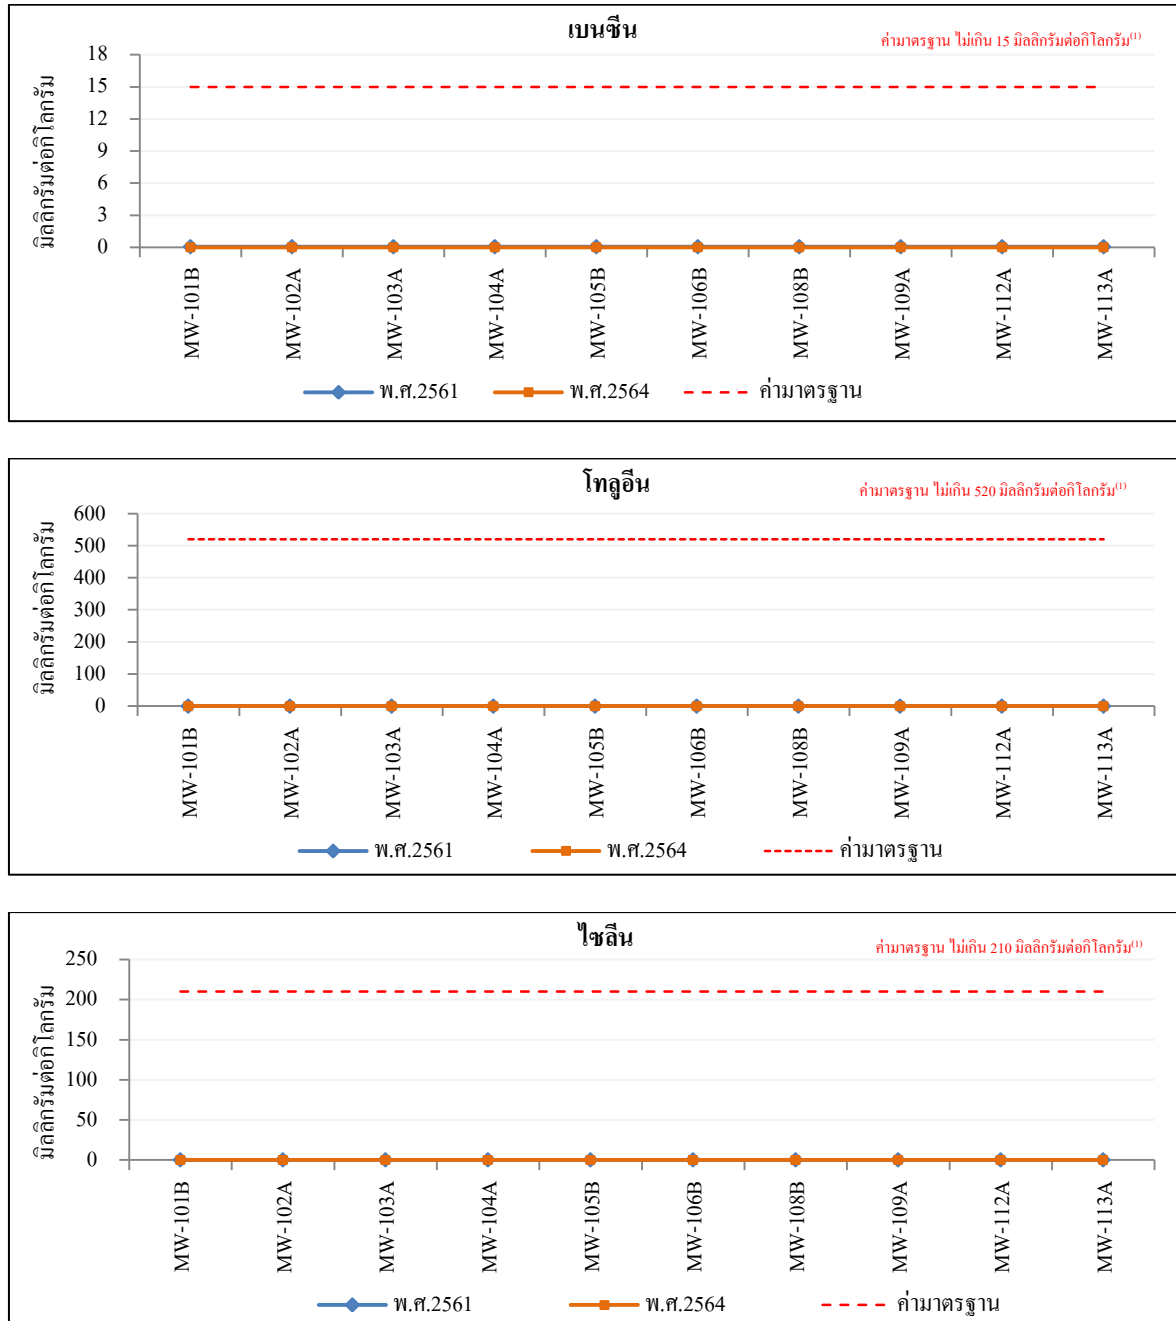 เบนซีน
ค่ามาตรฐาน ไม่เกิน 15 มิลลิกรัมต่อกิโลกรัม⁽¹⁾
มิลลิกรัมต่อกิโลกรัม
18
15
12
9
6
3
0
MW-101B
MW-102A
MW-103A
MW-104A
MW-105B
MW-106B
MW-108B
MW-109A
MW-112A
MW-113A
พ.ศ.2561
พ.ศ.2564
ค่ามาตรฐาน
โทลูอีน
ค่ามาตรฐาน ไม่เกิน 520 มิลลิกรัมต่อกิโลกรัม⁽¹⁾
มิลลิกรัมต่อกิโลกรัม
600
500
400
300
200
100
0
MW-101B
MW-102A
MW-103A
MW-104A
MW-105B
MW-106B
MW-108B
MW-109A
MW-112A
MW-113A
พ.ศ.2561
พ.ศ.2564
ค่ามาตรฐาน
ไซลีน
ค่ามาตรฐาน ไม่เกิน 210 มิลลิกรัมต่อกิโลกรัม⁽¹⁾
มิลลิกรัมต่อกิโลกรัม
250
200
150
100
50
0
MW-101B
MW-102A
MW-103A
MW-104A
MW-105B
MW-106B
MW-108B
MW-109A
MW-112A
MW-113A
พ.ศ.2561
พ.ศ.2564
ค่ามาตรฐาน